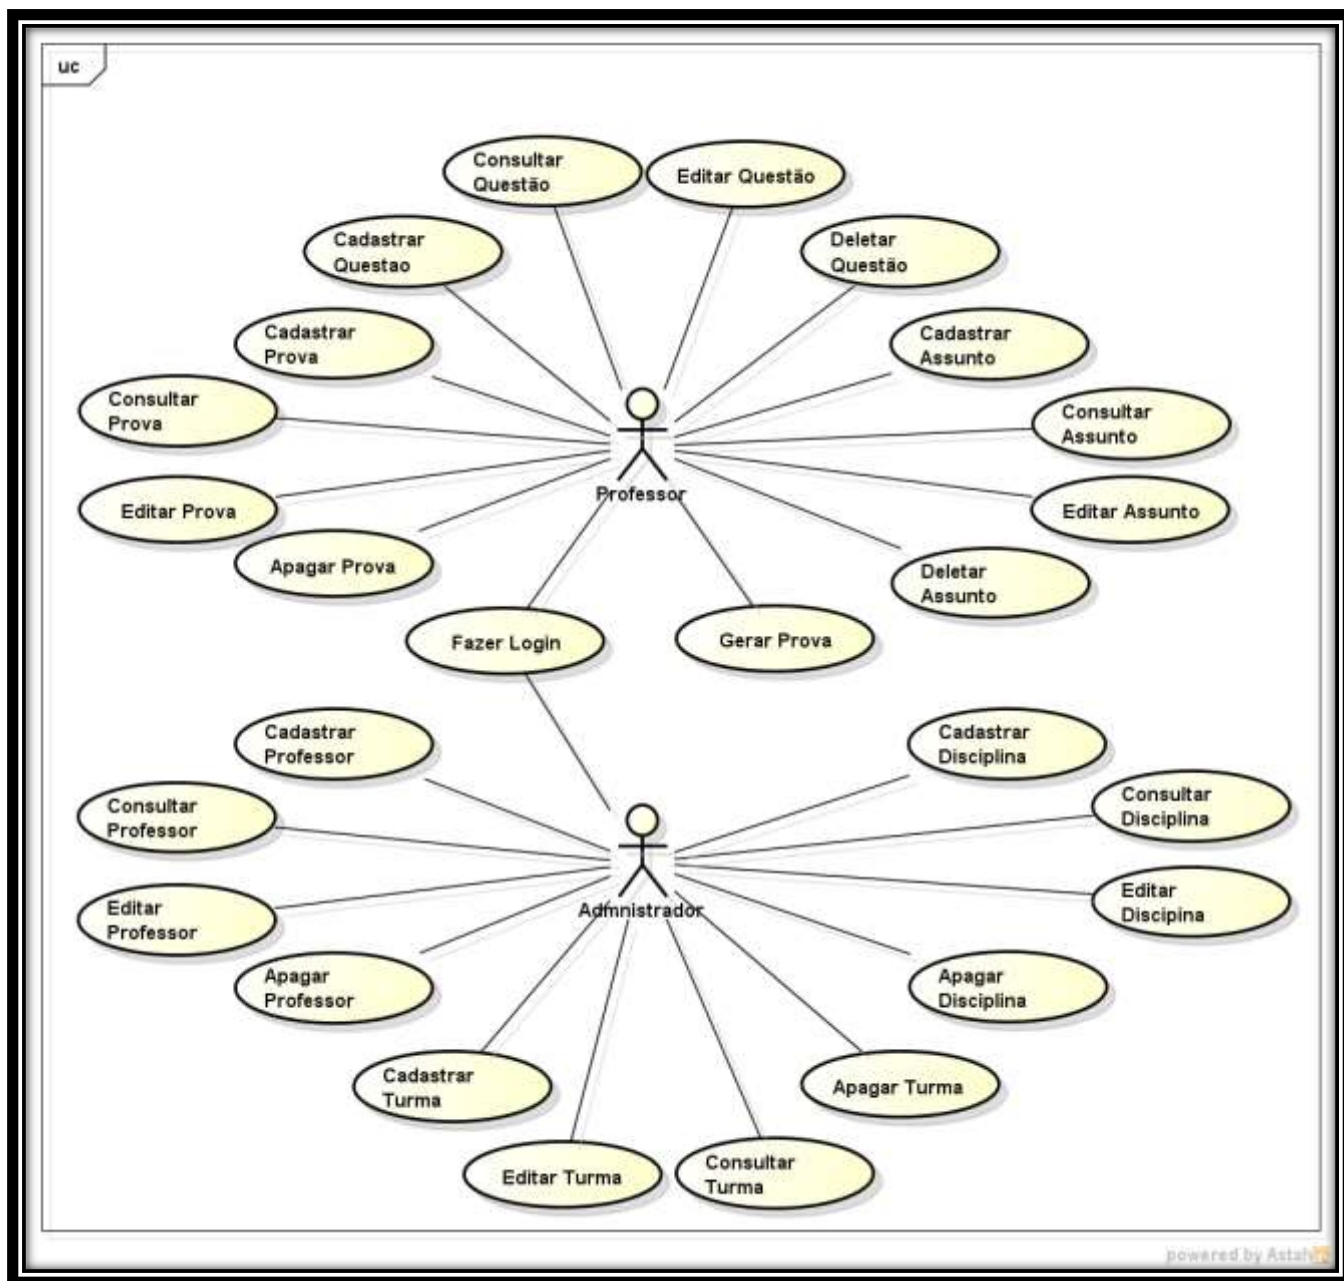 uc
Consultar
Questão
Editar Questão
Cadastrar
Questao
Deletar
Questão
Cadastrar
Prova
Cadastrar
Assunto
Consultar
Prova
Consultar
Assunto
Professor
Editar Prova
Editar Assunto
Apagar Prova
Deletar
Assunto
Fazer Login
Gerar Prova
Cadastrar
Professor
Cadastrar
Disciplina
Consultar
Professor
Consultar
Disciplina
Editar
Professor
Admnistrador
Editar
Discipina
Apagar
Professor
Apagar
Disciplina
Cadastrar
Turma
Apagar Turma
Editar Turma
Consultar
Turma
powered by Astah